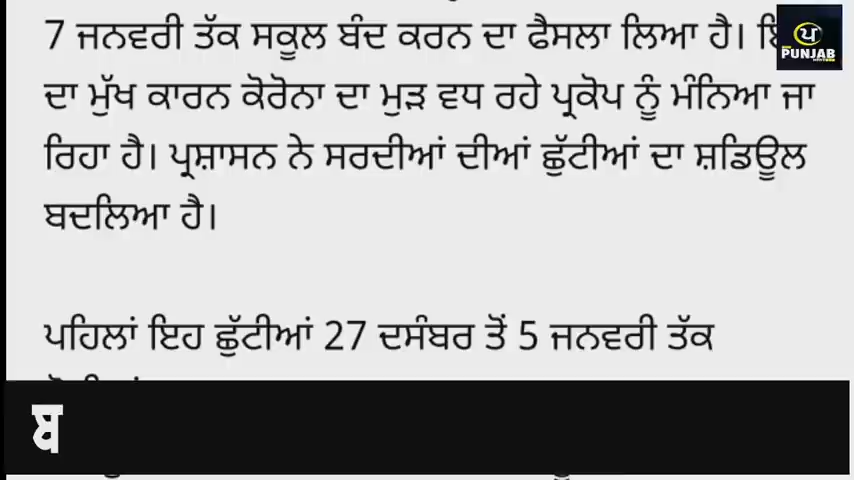 7 ਜਨਵਰੀ ਤੱਕ ਸਕੂਲ ਬੰਦ ਕਰਨ ਦਾ ਫੈਸਲਾ ਲਿਆ ਹੈ।
ਦਾ ਮੁੱਖ ਕਾਰਨ ਕੋਰੋਨਾ ਦਾ ਮੁੜ ਵਧ ਰਹੇ ਪ੍ਰਕੋਪ ਨੂੰ ਮੰਨਿਆ ਜਾ
ਰਿਹਾ ਹੈ। ਪ੍ਰਸ਼ਾਸਨ ਨੇ ਸਰਦੀਆਂ ਦੀਆਂ ਛੁੱਟੀਆਂ ਦਾ ਸ਼ਡਿਊਲ
ਬਦਲਿਆ ਹੈ।
ਪਹਿਲਾਂ ਇਹ ਛੁੱਟੀਆਂ 27 ਦਸੰਬਰ ਤੋਂ 5 ਜਨਵਰੀ ਤੱਕ
ਬ
ਪ
PUNJAB